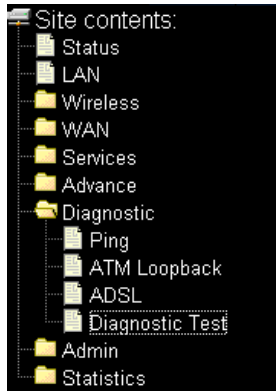 Site contents:
Status
LAN
Wireless
WAN
Services
Advance
Diagnostic
Ping
ATM Loopback
ADSL
Diagnostic Test
Admin
Statistics